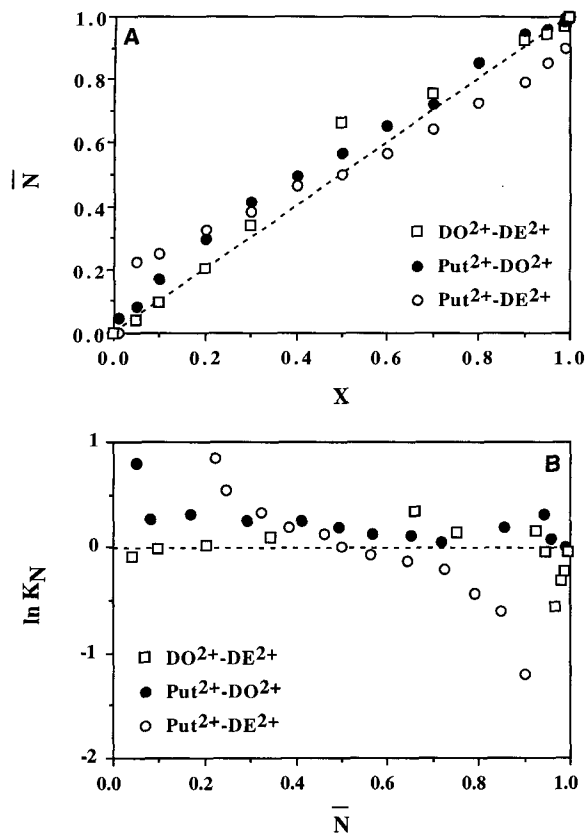 A
1.0
0.8
0.6
0.4
0.2
0.0
N̅
DO²⁺-DE²⁺
Put²⁺-DO²⁺
Put²⁺-DE²⁺
0.0 0.2 0.4 0.6 0.8 1.0
X
B
1
0
-1
-2
ln K_N
DO²⁺-DE²⁺
Put²⁺-DO²⁺
Put²⁺-DE²⁺
0.0 0.2 0.4 0.6 0.8 1.0
N̅